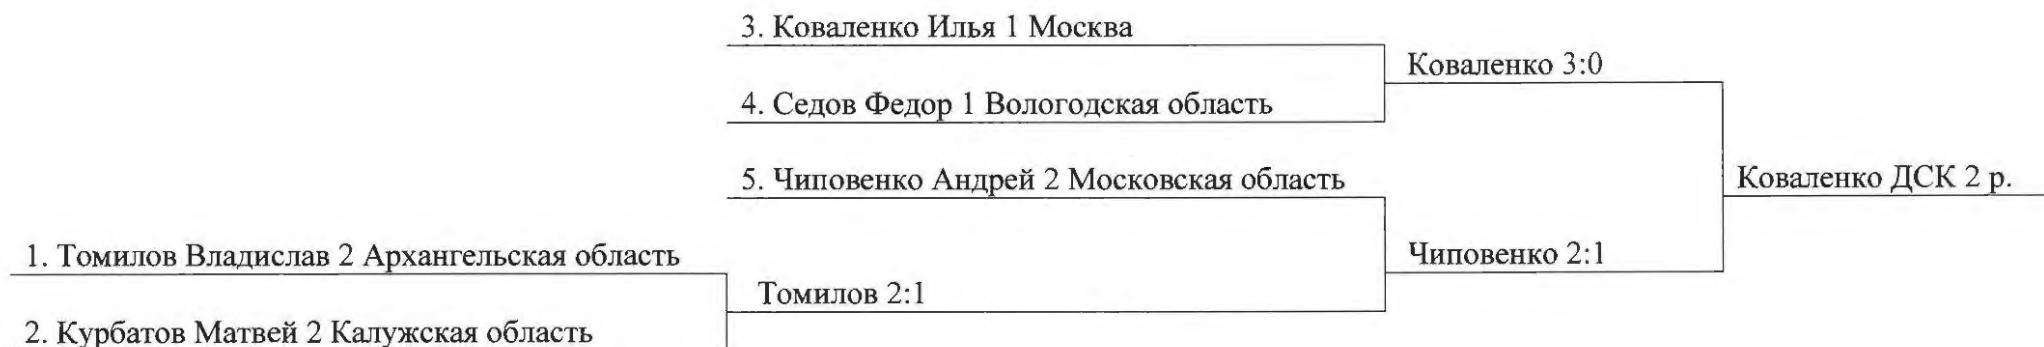 3. Коваленко Илья 1 Москва
Коваленко 3:0
4. Седов Федор 1 Вологодская область
5. Чиповенко Андрей 2 Московская область
Коваленко ДСК 2 р.
1. Томилов Владислав 2 Архангельская область
Чиповенко 2:1
Томилов 2:1
2. Курбатов Матвей 2 Калужская область